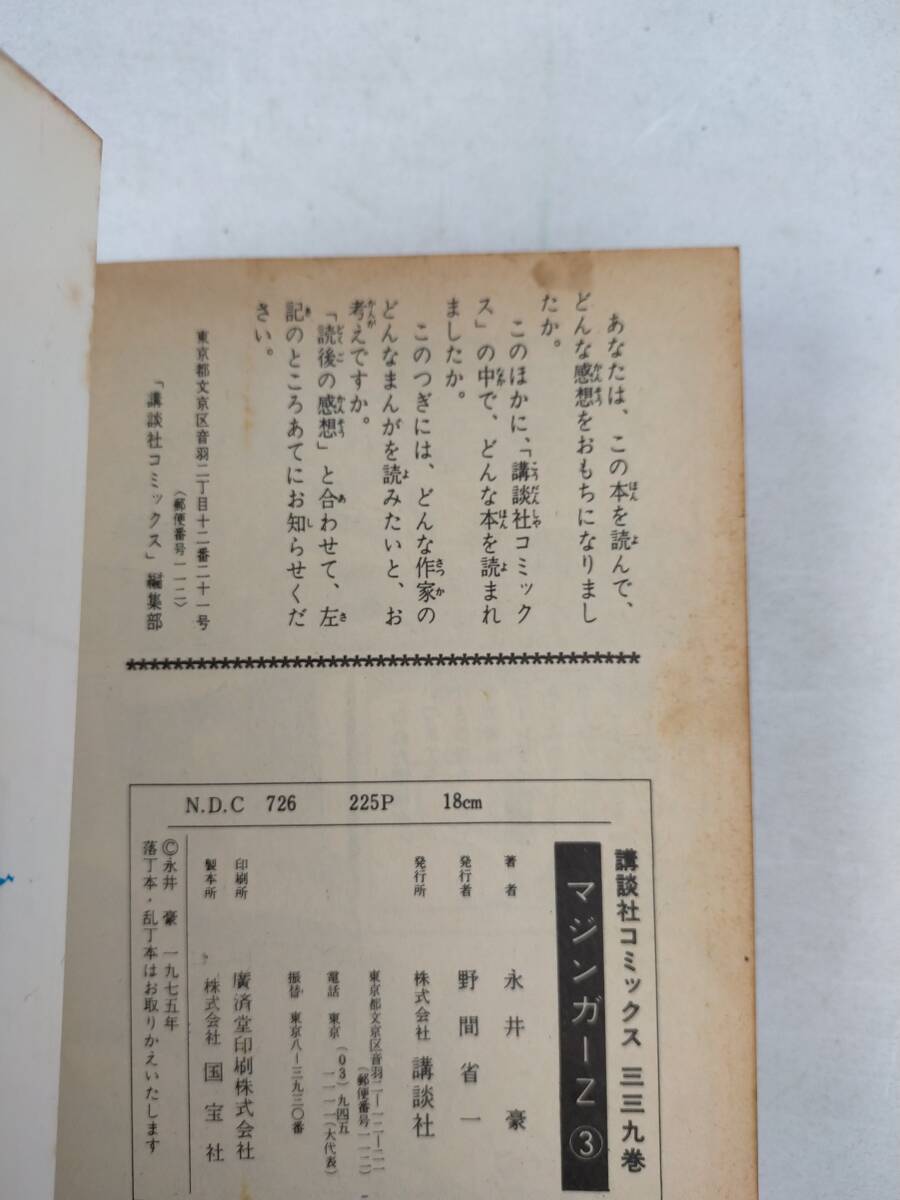 あなたは、この本を読んで、
どんな感想をおもちになりまし
たか。
このほかに、「講談社コミック
ス」の中で、どんな本を読まれ
ましたか。
このつぎには、どんな作家の
どんなまんがを読みたいと、お
考えですか。
「読後の感想」と合わせて、左
記のところあてにお知らせくだ
さい。
東京都文京区音羽二丁目十二番二十一号
(郵便番号一一二)
「講談社コミックス」編集部
********************************************
N.D.C 726 225P 18cm
講談社コミックス 三三九巻
マジンガーZ ③
著者 永井豪
発行者 野間省一
発行所 株式会社 講談社
東京都文京区音羽二ー一二ー二一
(郵便番号一一二)
電話 東京(03)九四五
一一一一(大代表)
振替 東京八ー三九三〇番
印刷所 廣済堂印刷株式会社
製本所 株式会社 国宝社
©永井 豪 一九七五年
落丁本・乱丁本はお取りかえいたします